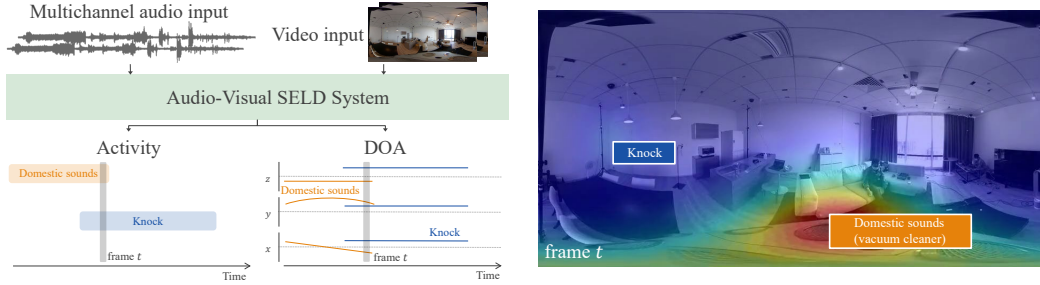 Multichannel audio input
Video input
Audio-Visual SELD System
Activity
DOA
Domestic sounds
Knock
frame t
Time
z
Domestic sounds
y
Knock
x
frame t
Time
Knock
Domestic sounds
(vacuum cleaner)
frame t